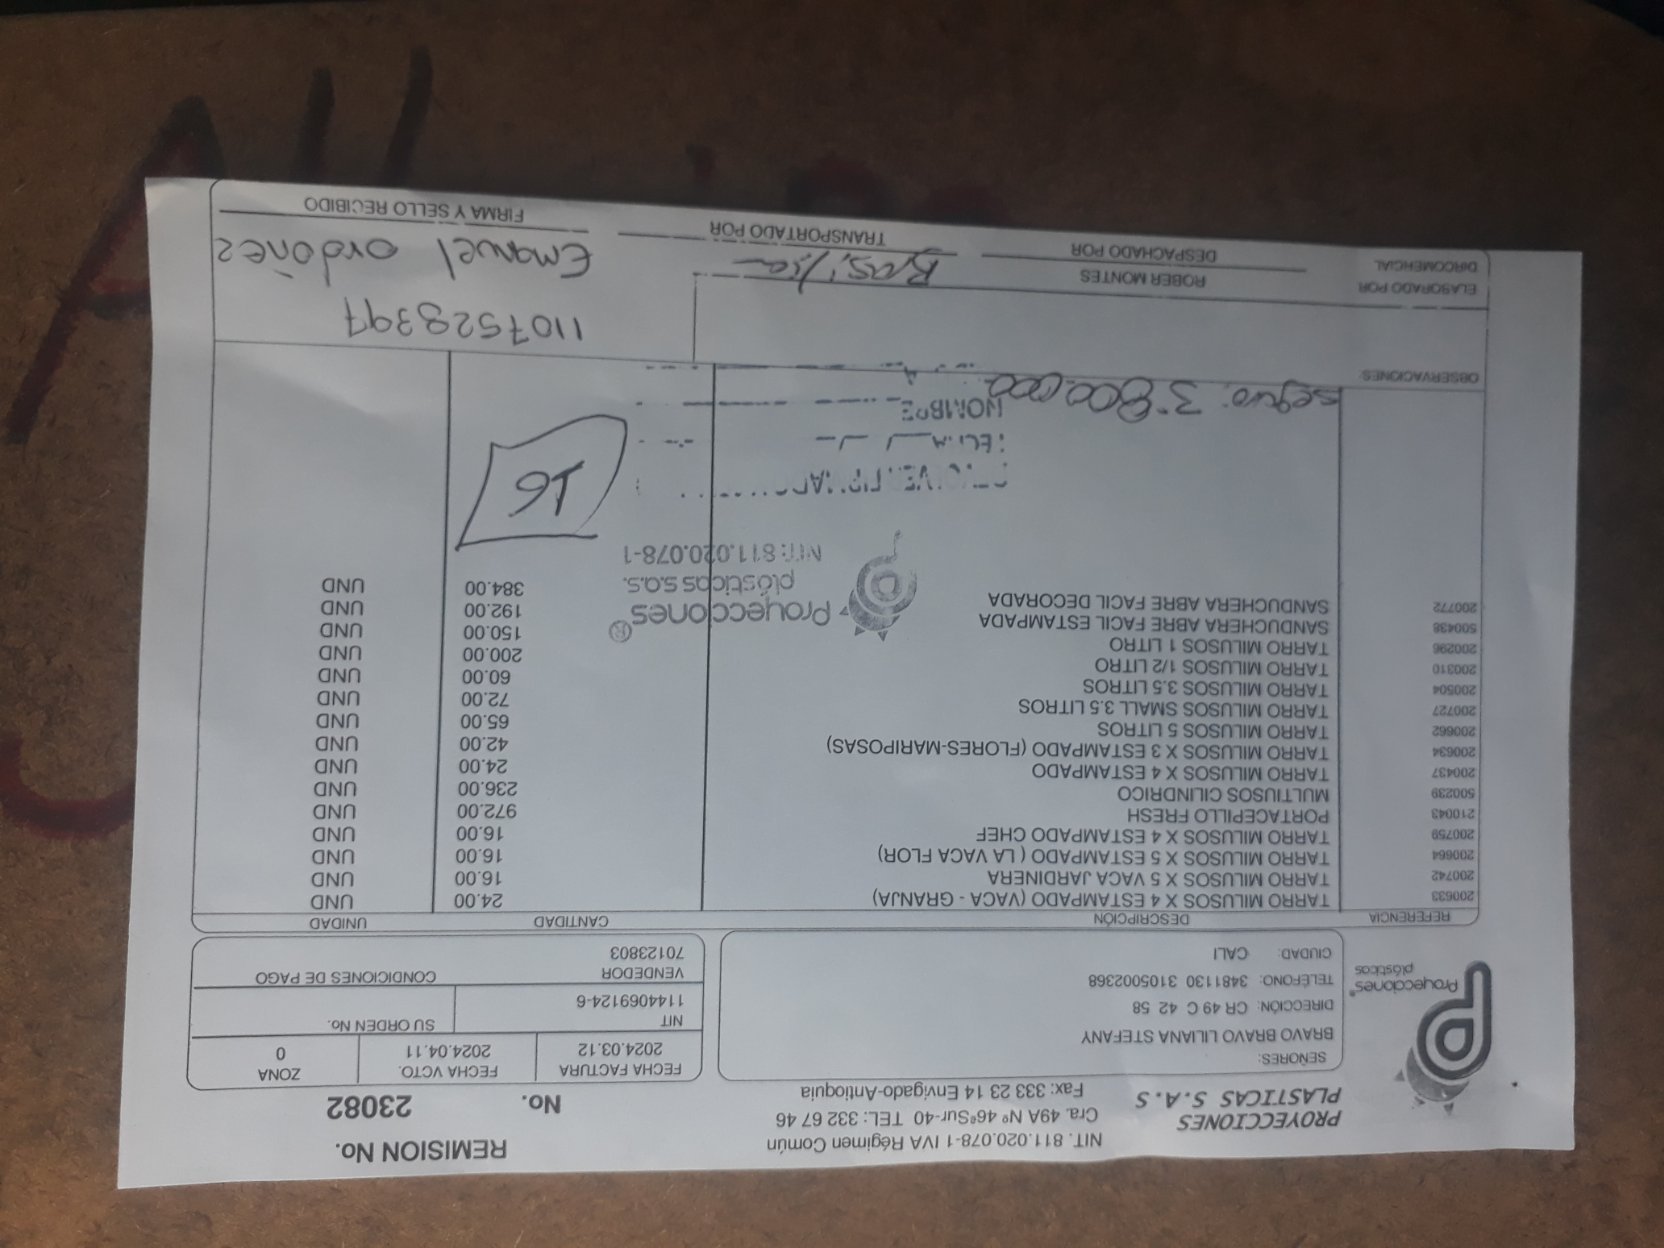 PROYECCIONES
PLASTICAS S.A.S
NIT. 811.020.078-1 IVA Régimen Común
Cra. 49A Nº 46ªSur-40 TEL: 332 67 46
Fax: 333 23 14 Envigado-Antioquia
REMISION No.
No. 23082
Proyecciones®
plásticas
SEÑORES:
BRAVO BRAVO LILIANA STEFANY
DIRECCIÓN: CR 49 C 42 58
TELÉFONO: 3481130 3105002368
CIUDAD: CALI
FECHA FACTURA FECHA VCTO. ZONA
2024.03.12 2024.04.11 0
NIT SU ORDEN No.
1144069124-6
VENDEDOR CONDICIONES DE PAGO
70123803
REFERENCIA DESCRIPCIÓN CANTIDAD UNIDAD
200633 TARRO MILUSOS X 4 ESTAMPADO (VACA - GRANJA) 24.00 UND
200742 TARRO MILUSOS X 5 VACA JARDINERA 16.00 UND
200664 TARRO MILUSOS X 5 ESTAMPADO ( LA VACA FLOR) 16.00 UND
200759 TARRO MILUSOS X 4 ESTAMPADO CHEF 16.00 UND
210043 PORTACEPILLO FRESH 972.00 UND
500239 MULTIUSOS CILINDRICO 236.00 UND
200437 TARRO MILUSOS X 4 ESTAMPADO 24.00 UND
200634 TARRO MILUSOS X 3 ESTAMPADO (FLORES-MARIPOSAS) 42.00 UND
200662 TARRO MILUSOS 5 LITROS 65.00 UND
200727 TARRO MILUSOS SMALL 3.5 LITROS 72.00 UND
200504 TARRO MILUSOS 3.5 LITROS 60.00 UND
200310 TARRO MILUSOS 1/2 LITRO 200.00 UND
200296 TARRO MILUSOS 1 LITRO 150.00 UND
500436 SANDUCHERA ABRE FACIL ESTAMPADA 192.00 UND
200772 SANDUCHERA ABRE FACIL DECORADA 384.00 UND
Proyecciones®
plásticas s.a.s.
NIT: 811.020.078-1
16
NOMBRE
seguro: 3'800.000
OBSERVACIONES:
1107528397
Emanuel ordoñez
ROBER MONTES
Brasilia
ELABORADO POR
DIRCOMERCIAL
DESPACHADO POR
TRANSPORTADO POR
FIRMA Y SELLO RECIBIDO